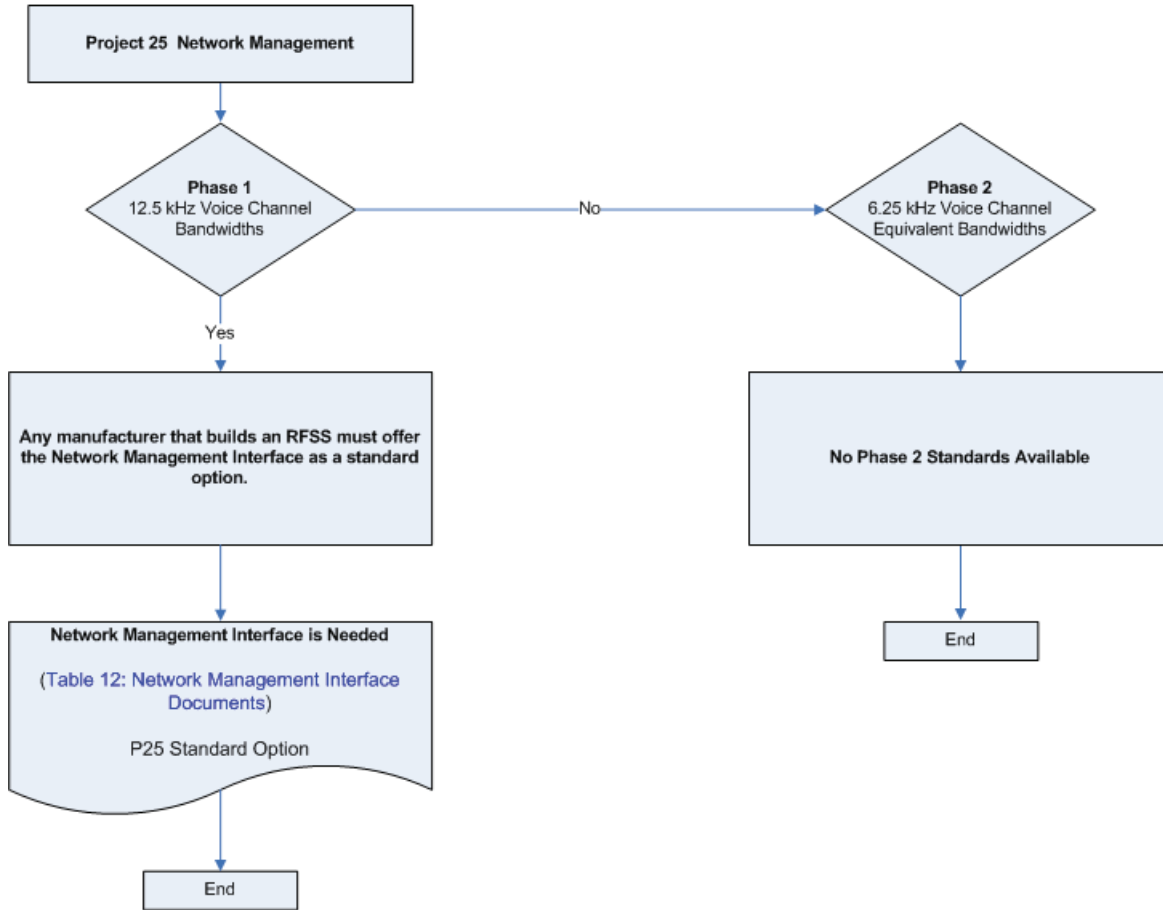 Project 25 Network Management
Phase 1
12.5 kHz Voice Channel
Bandwidths
No
Phase 2
6.25 kHz Voice Channel
Equivalent Bandwidths
Yes
Any manufacturer that builds an RFSS must offer
the Network Management Interface as a standard
option.
No Phase 2 Standards Available
Network Management Interface is Needed
(Table 12: Network Management Interface
Documents)
P25 Standard Option
End
End